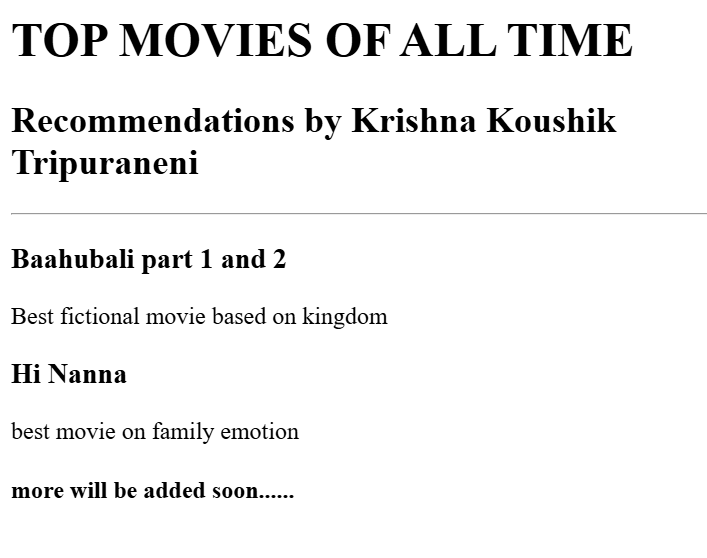 TOP MOVIES OF ALL TIME
Recommendations by Krishna Koushik
Tripuraneni
Baahubali part 1 and 2
Best fictional movie based on kingdom
Hi Nanna
best movie on family emotion
more will be added soon......